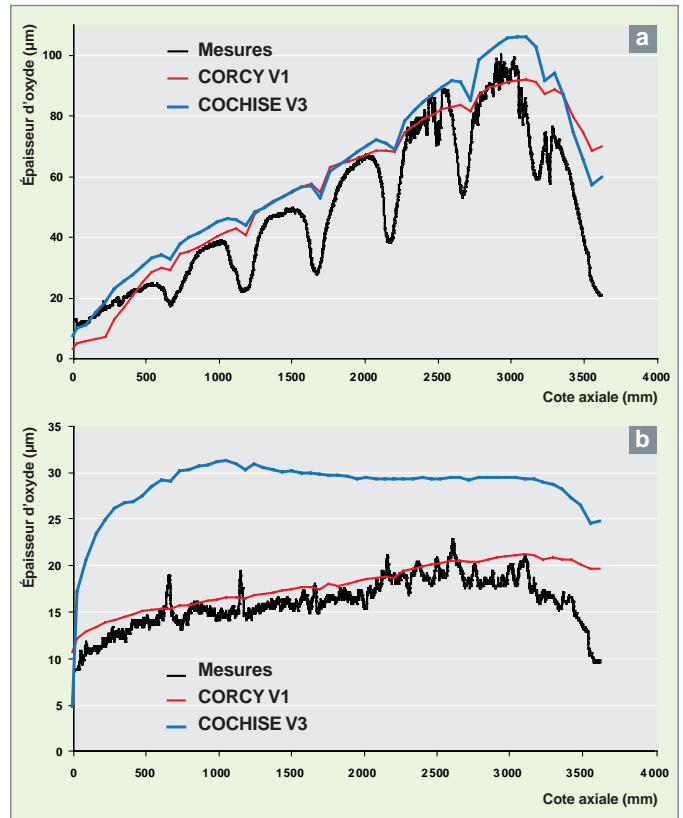 Épaisseur d'oxyde (µm)
a
Mesures
CORCY V1
COCHISE V3
100
80
60
40
20
0
0 500 1000 1500 2000 2500 3000 3500 4000
Cote axiale (mm)
Épaisseur d'oxyde (µm)
b
35
30
25
20
15
10
5
0
Mesures
CORCY V1
COCHISE V3
0 500 1000 1500 2000 2500 3000 3500 4000
Cote axiale (mm)